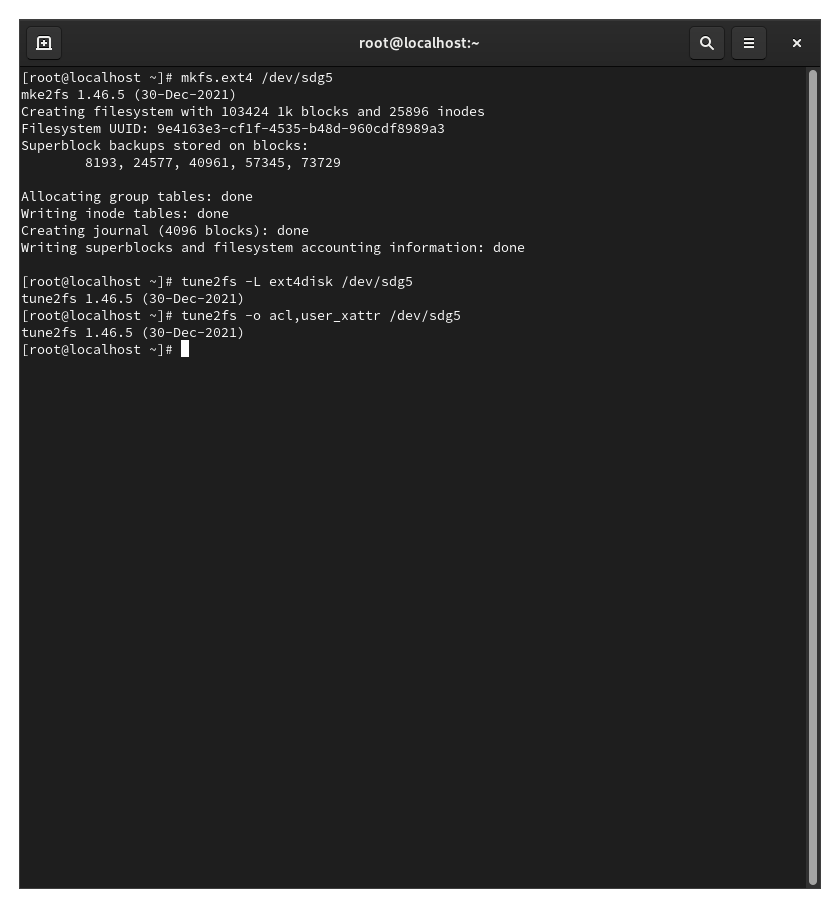 root@localhost:~
[root@localhost ~]# mkfs.ext4 /dev/sdg5
mke2fs 1.46.5 (30-Dec-2021)
Creating filesystem with 103424 1k blocks and 25896 inodes
Filesystem UUID: 9e4163e3-cf1f-4535-b48d-960cdf8989a3
Superblock backups stored on blocks:
        8193, 24577, 40961, 57345, 73729

Allocating group tables: done
Writing inode tables: done
Creating journal (4096 blocks): done
Writing superblocks and filesystem accounting information: done

[root@localhost ~]# tune2fs -L ext4disk /dev/sdg5
tune2fs 1.46.5 (30-Dec-2021)
[root@localhost ~]# tune2fs -o acl,user_xattr /dev/sdg5
tune2fs 1.46.5 (30-Dec-2021)
[root@localhost ~]#